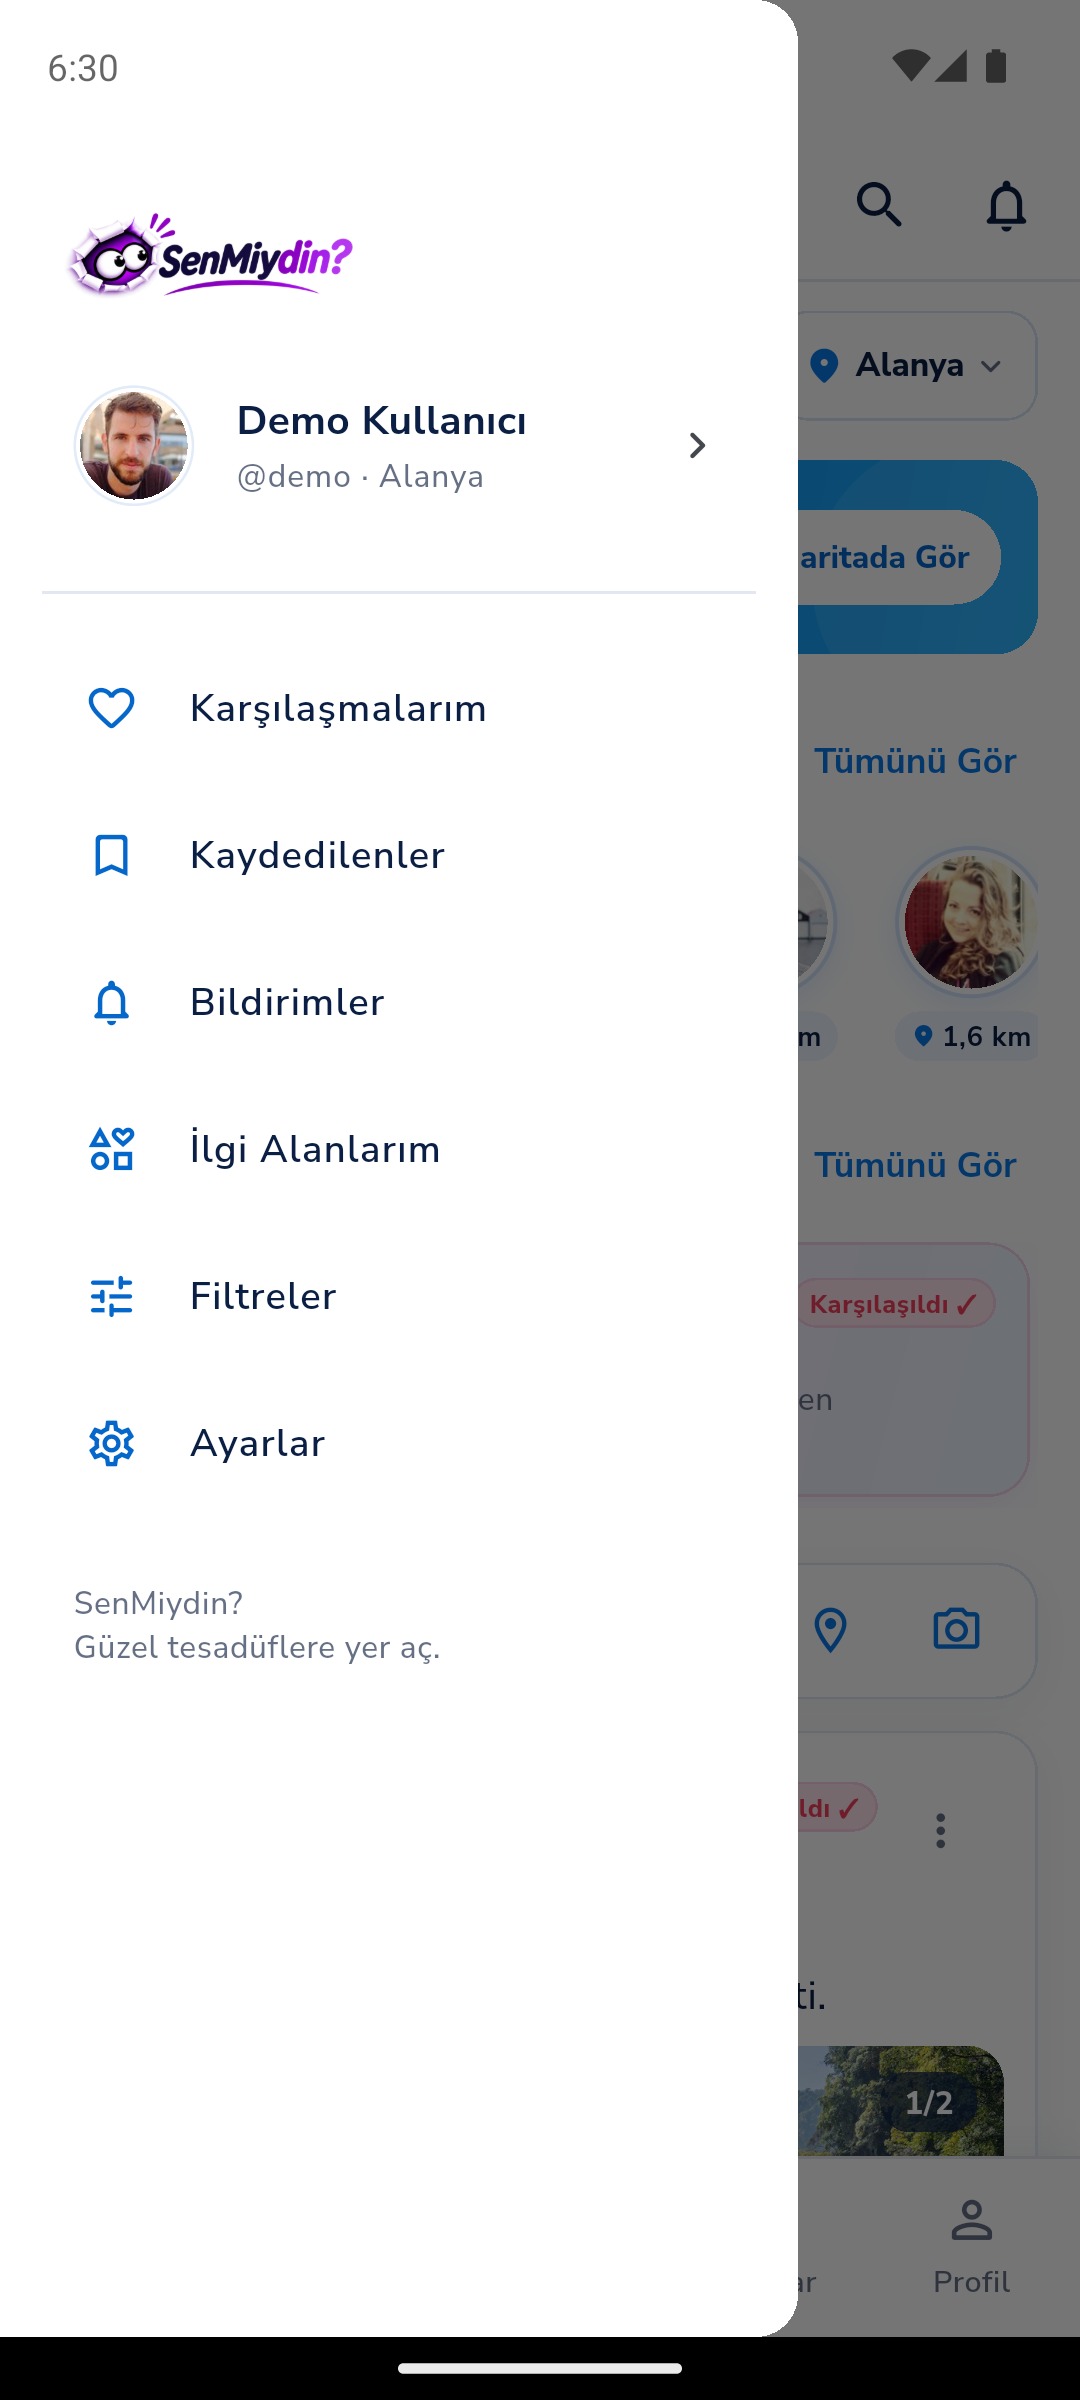 6:30
SenMiydin?
Alanya
Demo Kullanıcı
@demo · Alanya
aritada Gör
Karşılaşmalarım
Tümünü Gör
Kaydedilenler
Bildirimler
m
1,6 km
İlgi Alanlarım
Tümünü Gör
Filtreler
Karşılaşıldı ✓
en
Ayarlar
SenMiydin?
Güzel tesadüflere yer aç.
ldı ✓
ti.
1/2
ar
Profil